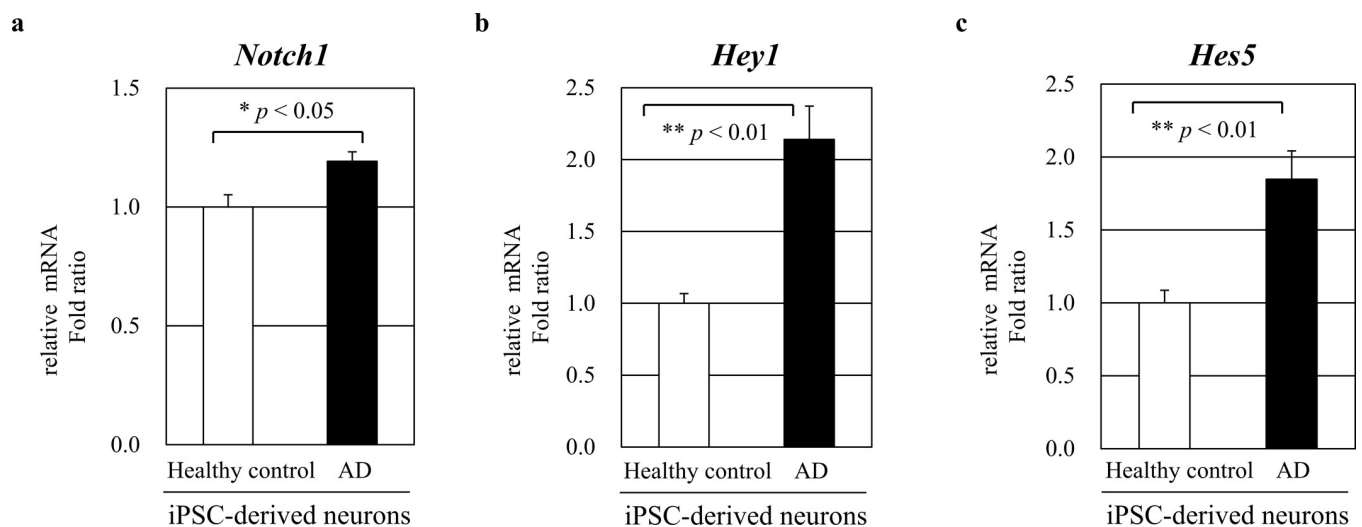 a
Notch1
1.5
* p < 0.05
1.0
0.5
0.0
relative mRNA
Fold ratio
Healthy control AD
iPSC-derived neurons
b
Hey1
2.5
** p < 0.01
2.0
1.5
1.0
0.5
0.0
relative mRNA
Fold ratio
Healthy control AD
iPSC-derived neurons
c
Hes5
2.5
** p < 0.01
2.0
1.5
1.0
0.5
0.0
relative mRNA
Fold ratio
Healthy control AD
iPSC-derived neurons